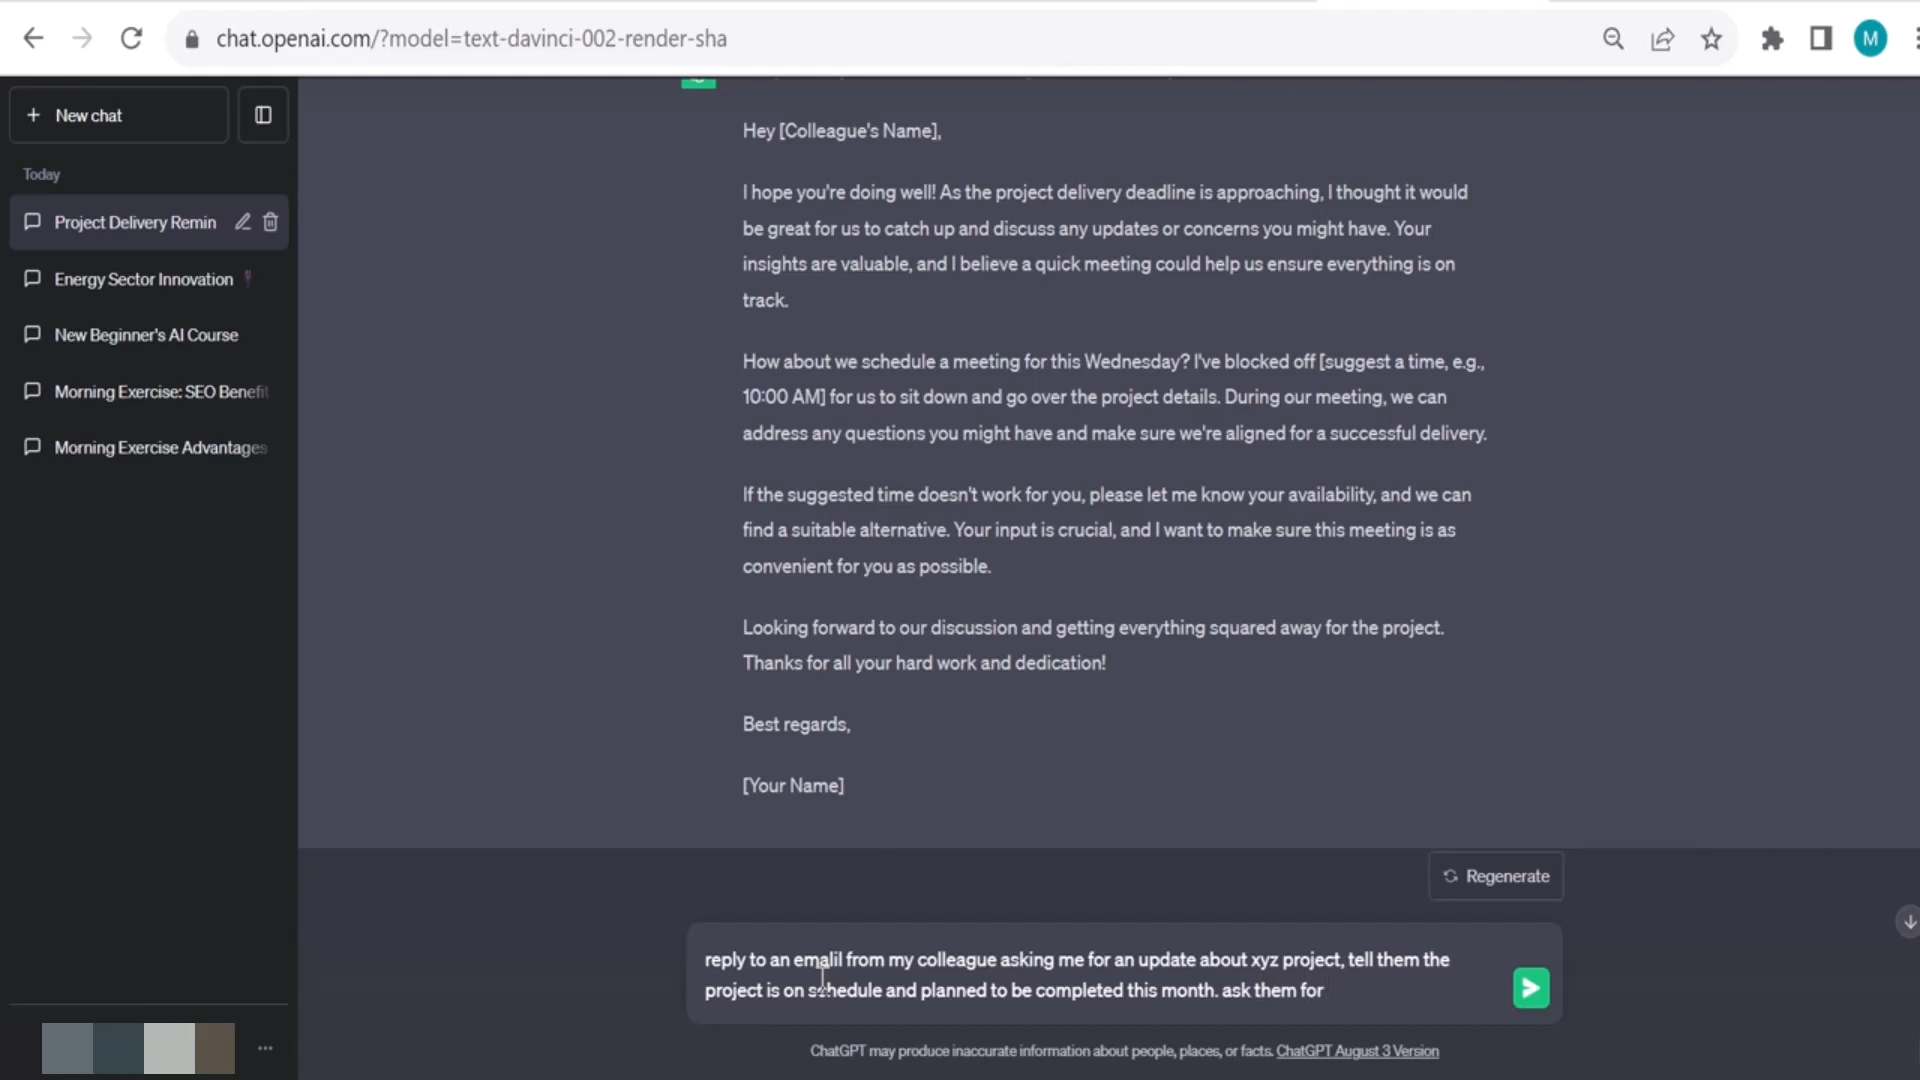 chat.openai.com/?model=text-davinci-002-render-sha
M
New chat
Today
Project Delivery Remin
Energy Sector Innovation
New Beginner's AI Course
Morning Exercise: SEO Benefit
Morning Exercise Advantages
Hey [Colleague's Name],
I hope you're doing well! As the project delivery deadline is approaching, I thought it would
be great for us to catch up and discuss any updates or concerns you might have. Your
insights are valuable, and I believe a quick meeting could help us ensure everything is on
track.
How about we schedule a meeting for this Wednesday? I've blocked off [suggest a time, e.g.,
10:00 AM] for us to sit down and go over the project details. During our meeting, we can
address any questions you might have and make sure we're aligned for a successful delivery.
If the suggested time doesn't work for you, please let me know your availability, and we can
find a suitable alternative. Your input is crucial, and I want to make sure this meeting is as
convenient for you as possible.
Looking forward to our discussion and getting everything squared away for the project.
Thanks for all your hard work and dedication!
Best regards,
[Your Name]
Regenerate
reply to an emalil from my colleague asking me for an update about xyz project, tell them the
project is on schedule and planned to be completed this month. ask them for
ChatGPT may produce inaccurate information about people, places, or facts. ChatGPT August 3 Version